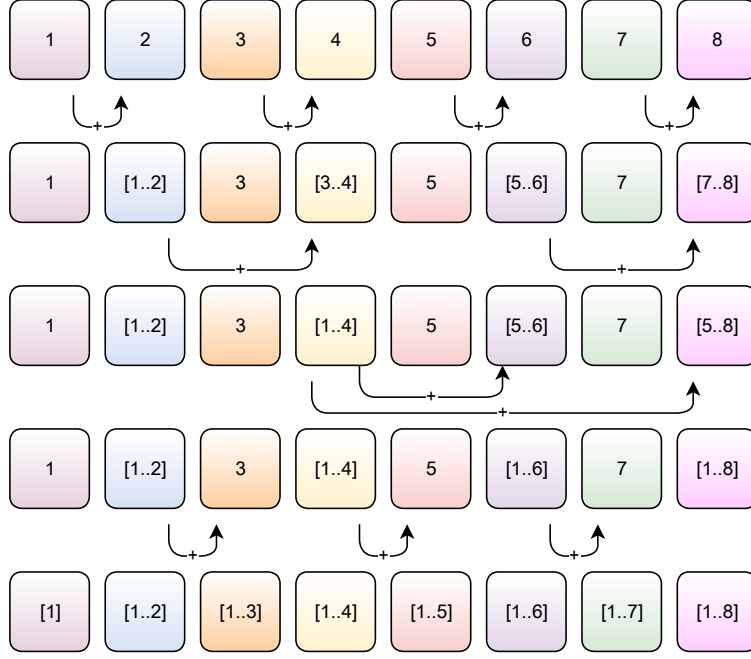 1 2 3 4 5 6 7 8
+ + + +
1 [1..2] 3 [3..4] 5 [5..6] 7 [7..8]
+ +
1 [1..2] 3 [1..4] 5 [5..6] 7 [5..8]
+
+
1 [1..2] 3 [1..4] 5 [1..6] 7 [1..8]
+ + +
[1] [1..2] [1..3] [1..4] [1..5] [1..6] [1..7] [1..8]